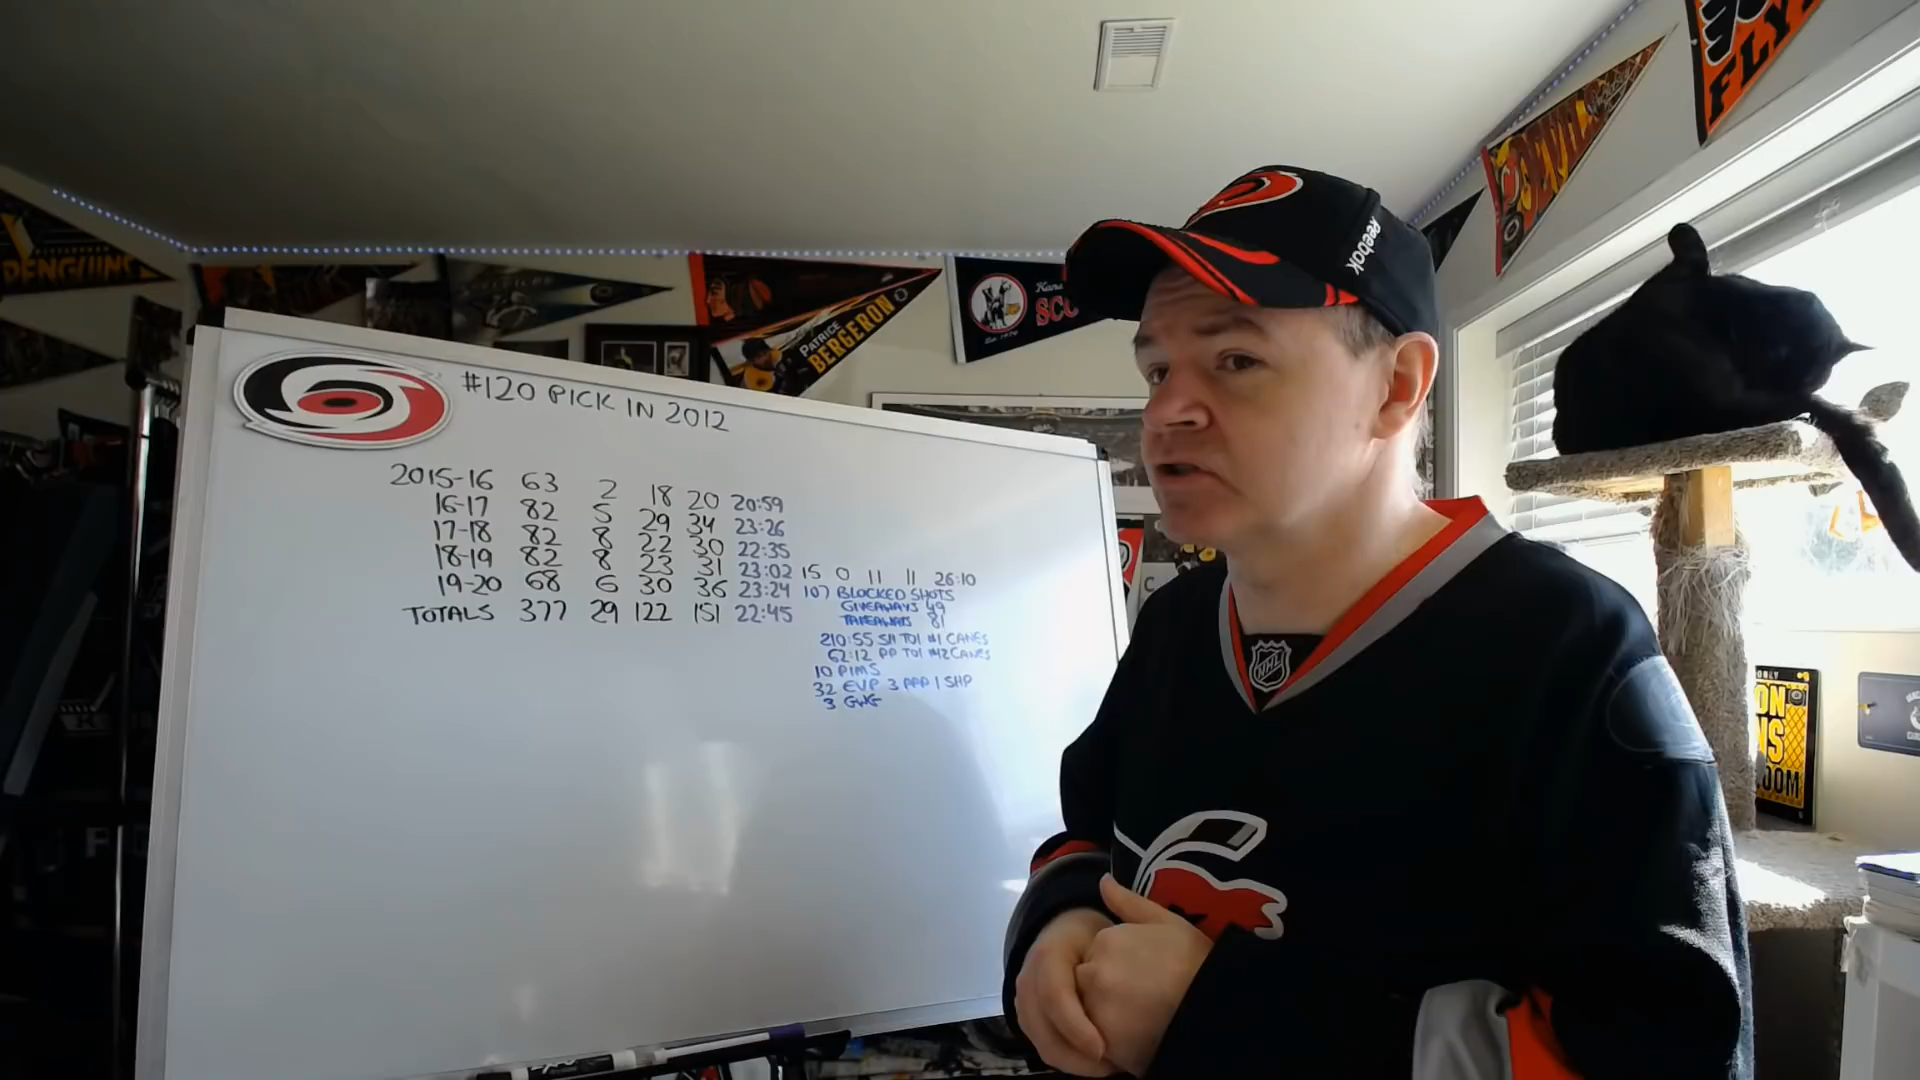 #120 PICK IN 2012
2015-16 63 2 18 20 20:59
16-17 82 5 29 34 23:26
17-18 82 8 22 30 22:35
18-19 82 8 23 31 23:02 15 0 11 11 26:10
19-20 68 6 30 36 23:24 107 BLOCKED SHOTS
TOTALS 377 29 122 151 22:45
GIVEAWAYS 49
TAKEAWAYS 81
210:55 SH TOI #1 CANES
62:12 PP TOI #2 CANES
10 PIMS
32 EVP 3 PPP 1 SHP
3 GWG
PENGUINS
PATRICE
BERGERON
Reebok
DEVILS
FLY
NHL